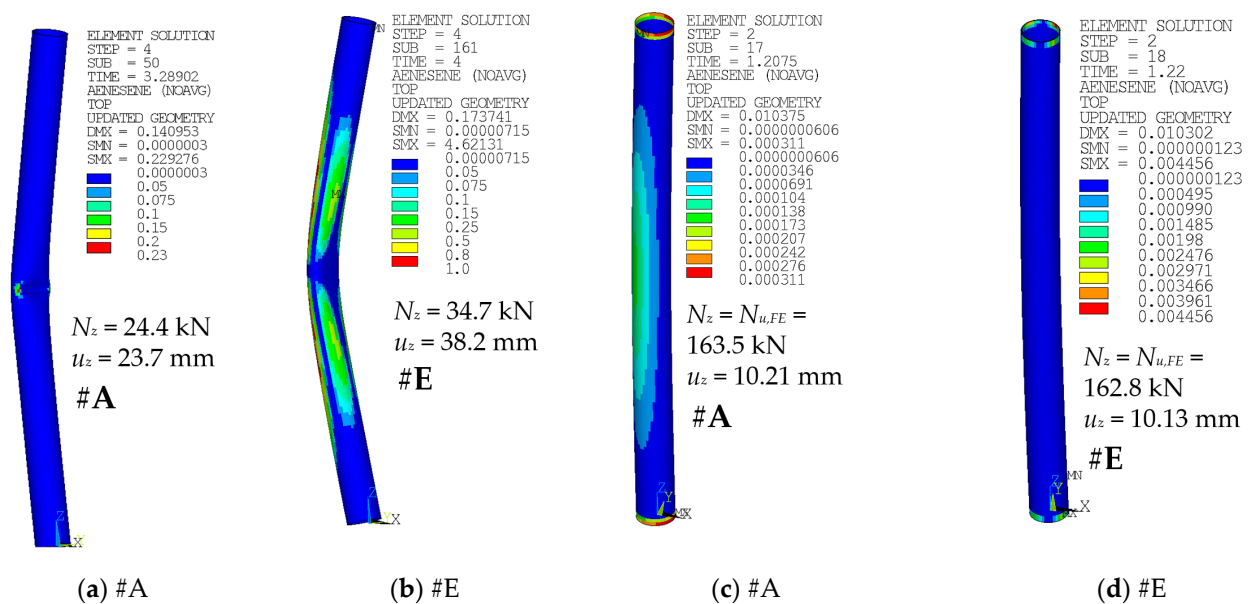 ELEMENT SOLUTION
STEP = 4
SUB = 50
TIME = 3.28902
AENESENE (NOAVG)
TOP
UPDATED GEOMETRY
DMX = 0.140953
SMN = 0.0000003
SMX = 0.229276
0.0000003
0.05
0.075
0.1
0.15
0.2
0.23
Nz = 24.4 kN
uz = 23.7 mm
#A
Z
Y
X
(a) #A
ELEMENT SOLUTION
STEP = 4
SUB = 161
TIME = 4
AENESENE (NOAVG)
TOP
UPDATED GEOMETRY
DMX = 0.173741
SMN = 0.00000715
SMX = 4.62131
0.00000715
0.05
0.075
0.1
0.15
0.25
0.5
0.8
1.0
Nz = 34.7 kN
uz = 38.2 mm
#E
Z
Y
X
(b) #E
ELEMENT SOLUTION
STEP = 2
SUB = 17
TIME = 1.2075
AENESENE (NOAVG)
TOP
UPDATED GEOMETRY
DMX = 0.010375
SMN = 0.0000000606
SMX = 0.000311
0.0000000606
0.0000346
0.0000691
0.000104
0.000138
0.000173
0.000207
0.000242
0.000276
0.000311
Nz = Nu,FE =
163.5 kN
uz = 10.21 mm
#A
Z
Y
X
(c) #A
ELEMENT SOLUTION
STEP = 2
SUB = 18
TIME = 1.22
AENESENE (NOAVG)
TOP
UPDATED GEOMETRY
DMX = 0.010302
SMN = 0.000000123
SMX = 0.004456
0.000000123
0.000495
0.000990
0.001485
0.00198
0.002476
0.002971
0.003466
0.003961
0.004456
Nz = Nu,FE =
162.8 kN
uz = 10.13 mm
#E
MN
Z
Y
X
(d) #E